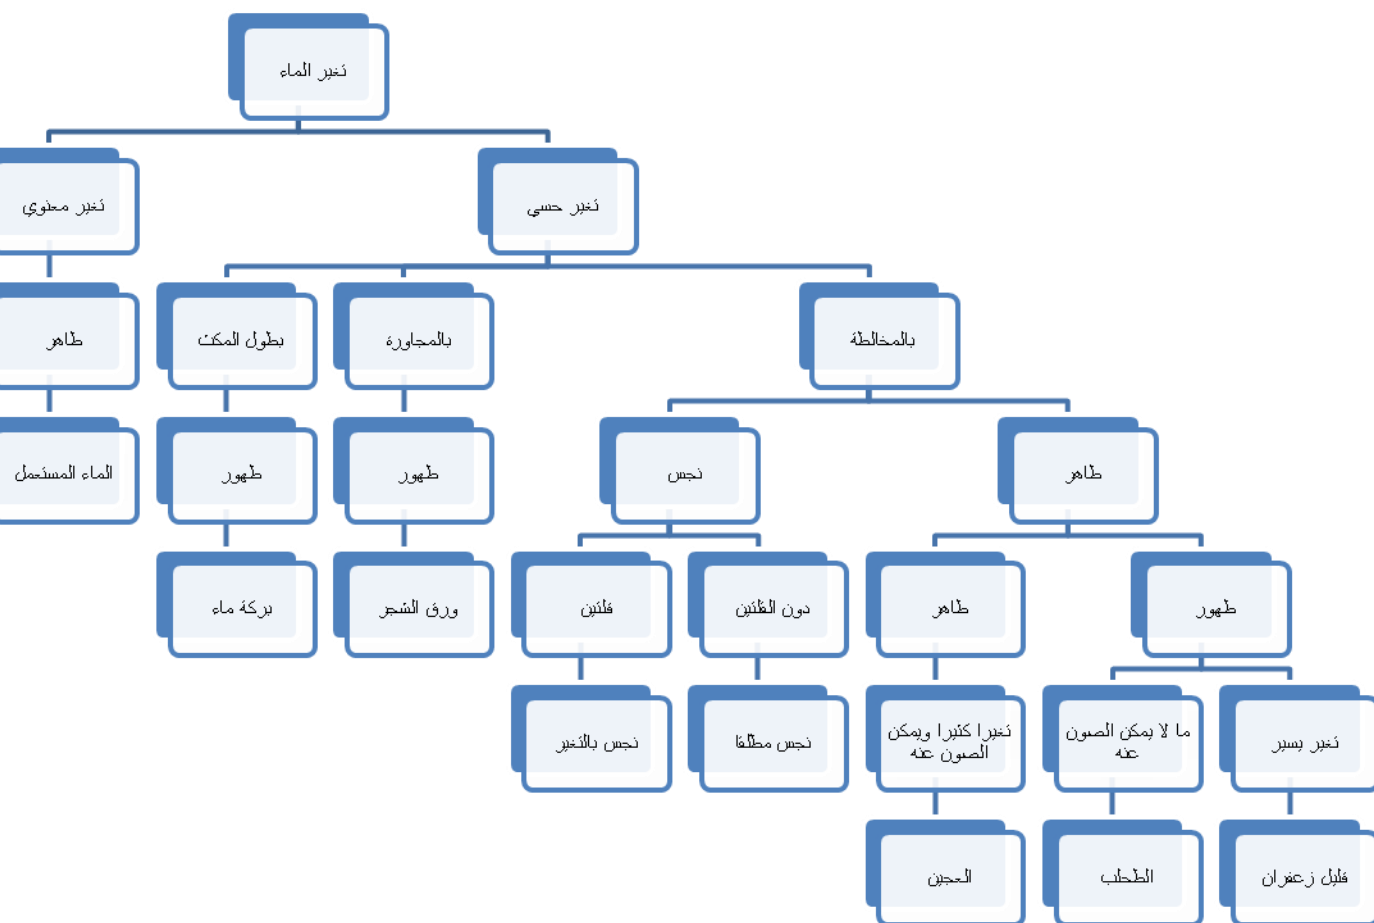 تغير الماء
تغير حسي
تغير معنوي
بالمخالطة
بالمجاورة
بطول المكث
طاهر
طاهر
نجس
طهور
طهور
الماء المستعمل
طهور
طاهر
دون القلتين
قلتين
ورق الشجر
بركة ماء
تغير يسير
ما لا يمكن الصون
عنه
تغيرا كثيرا ويمكن
الصون عنه
نجس مطلقا
نجس بالتغير
قليل زعفران
الطحلب
العجين